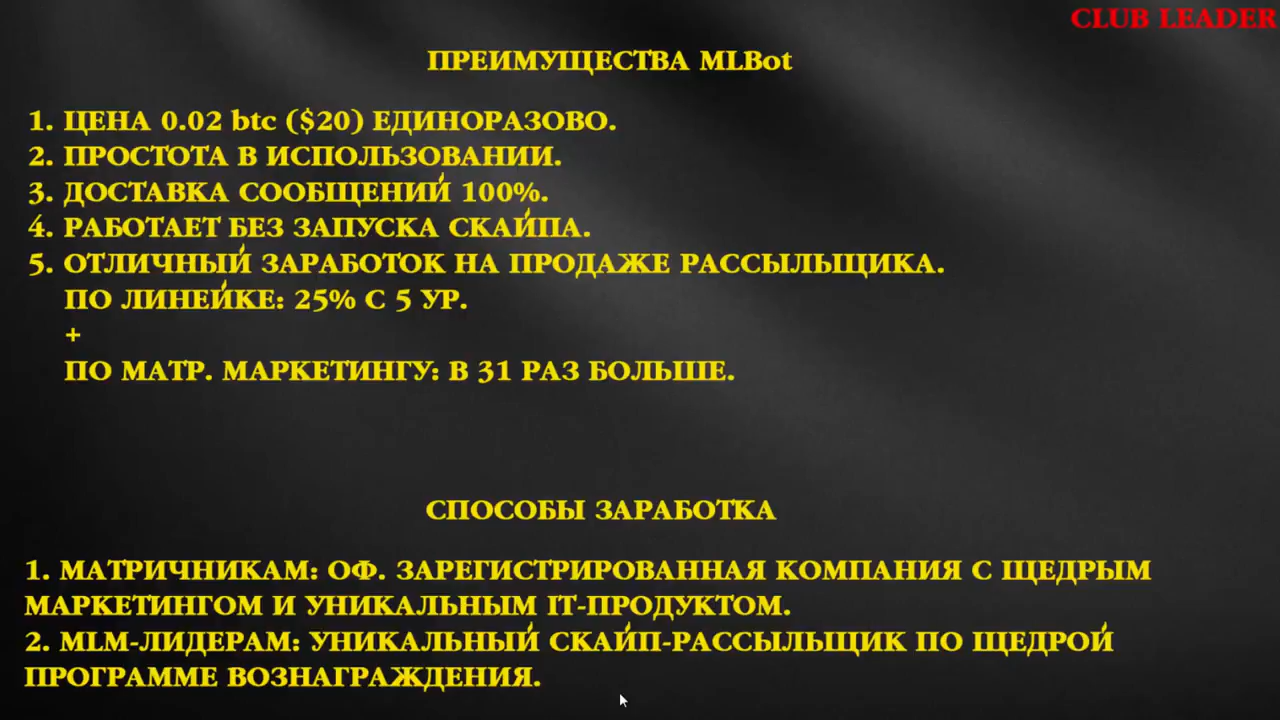 CLUB LEADER
ПРЕИМУЩЕСТВА MLBot
1. ЦЕНА 0.02 btc ($20) ЕДИНОРАЗОВО.
2. ПРОСТОТА В ИСПОЛЬЗОВАНИИ.
3. ДОСТАВКА СООБЩЕНИЙ 100%.
4. РАБОТАЕТ БЕЗ ЗАПУСКА СКАЙПА.
5. ОТЛИЧНЫЙ ЗАРАБОТОК НА ПРОДАЖЕ РАССЫЛЬЩИКА.
ПО ЛИНЕЙКЕ: 25% С 5 УР.
+
ПО МАТР. МАРКЕТИНГУ: В 31 РАЗ БОЛЬШЕ.
СПОСОБЫ ЗАРАБОТКА
1. МАТРИЧНИКАМ: ОФ. ЗАРЕГИСТРИРОВАННАЯ КОМПАНИЯ С ЩЕДРЫМ
МАРКЕТИНГОМ И УНИКАЛЬНЫМ IT-ПРОДУКТОМ.
2. MLM-ЛИДЕРАМ: УНИКАЛЬНЫЙ СКАЙП-РАССЫЛЬЩИК ПО ЩЕДРОЙ
ПРОГРАММЕ ВОЗНАГРАЖДЕНИЯ.